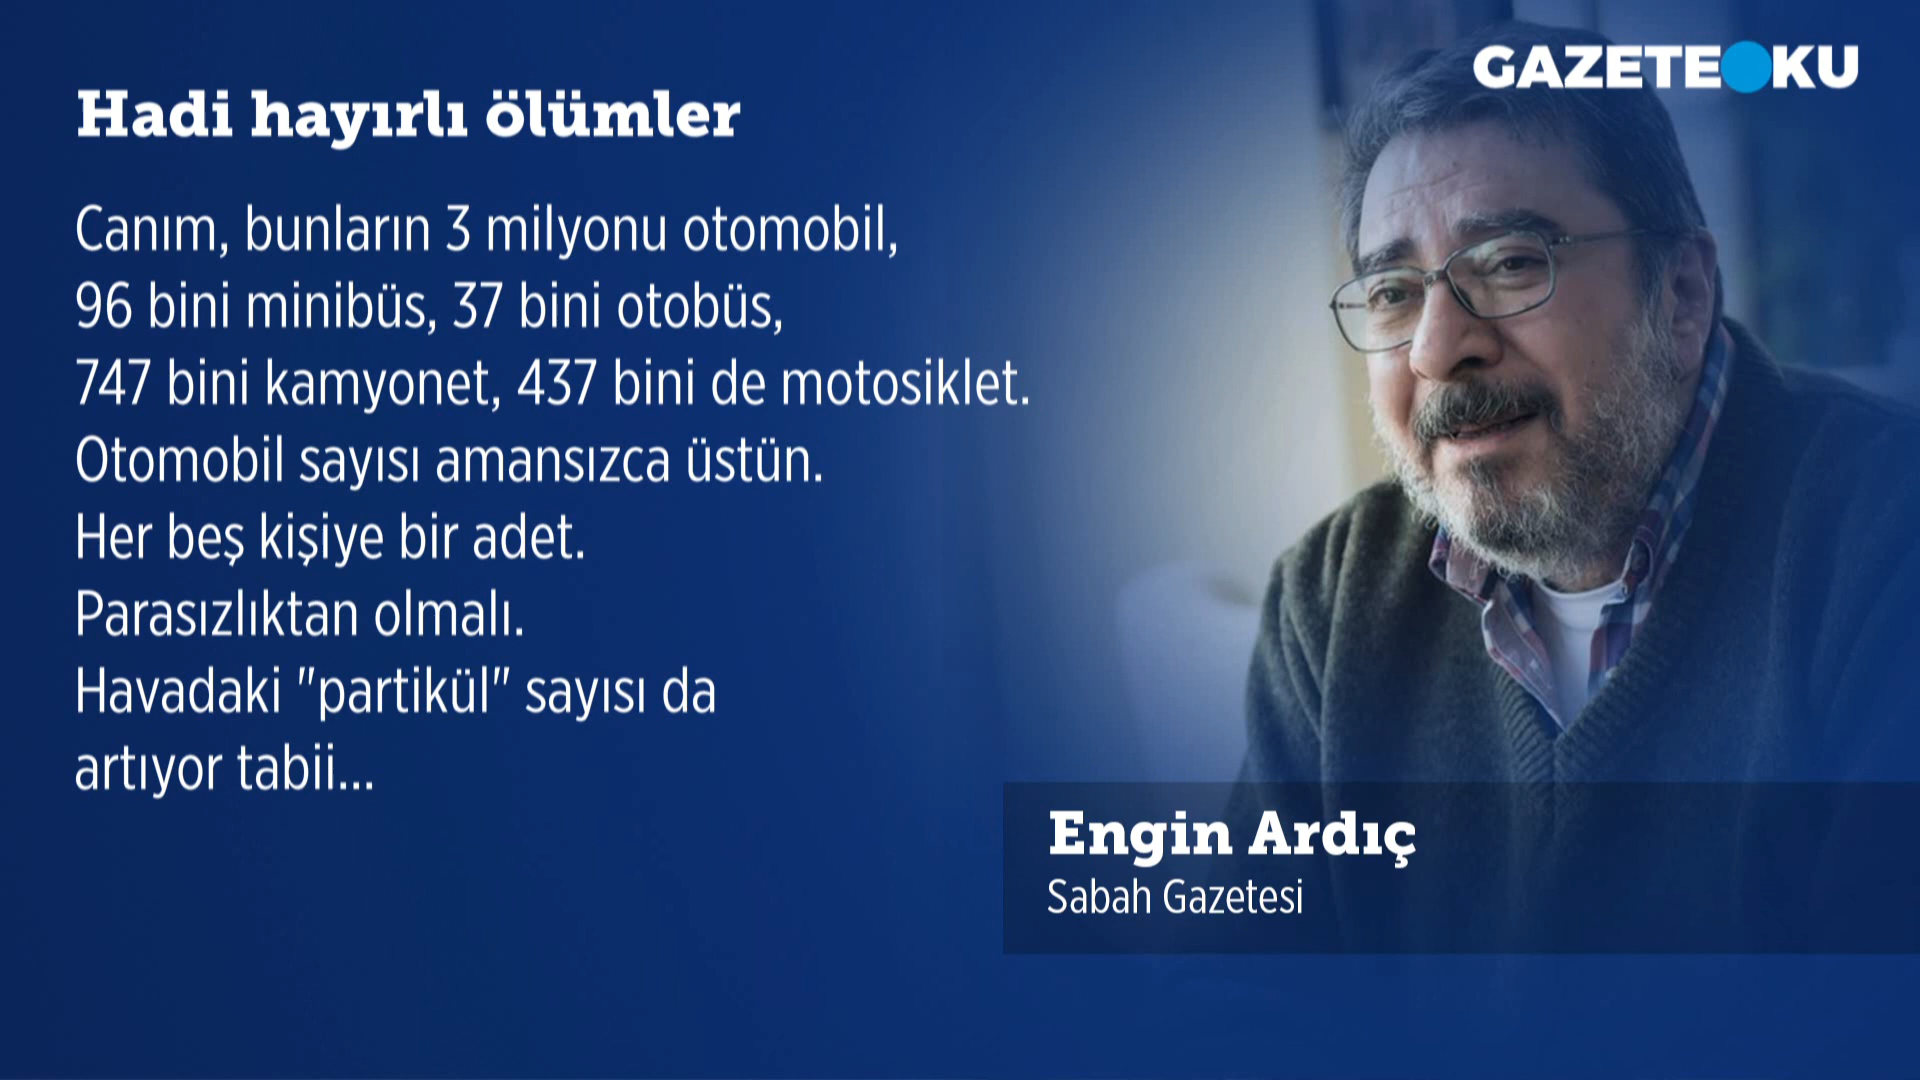 GAZETEOKU
Hadi hayırlı ölümler
Canım, bunların 3 milyonu otomobil,
96 bini minibüs, 37 bini otobüs,
747 bini kamyonet, 437 bini de motosiklet.
Otomobil sayısı amansızca üstün.
Her beş kişiye bir adet.
Parasızlıktan olmalı.
Havadaki "partikül" sayısı da
artıyor tabii...
Engin Ardıç
Sabah Gazetesi